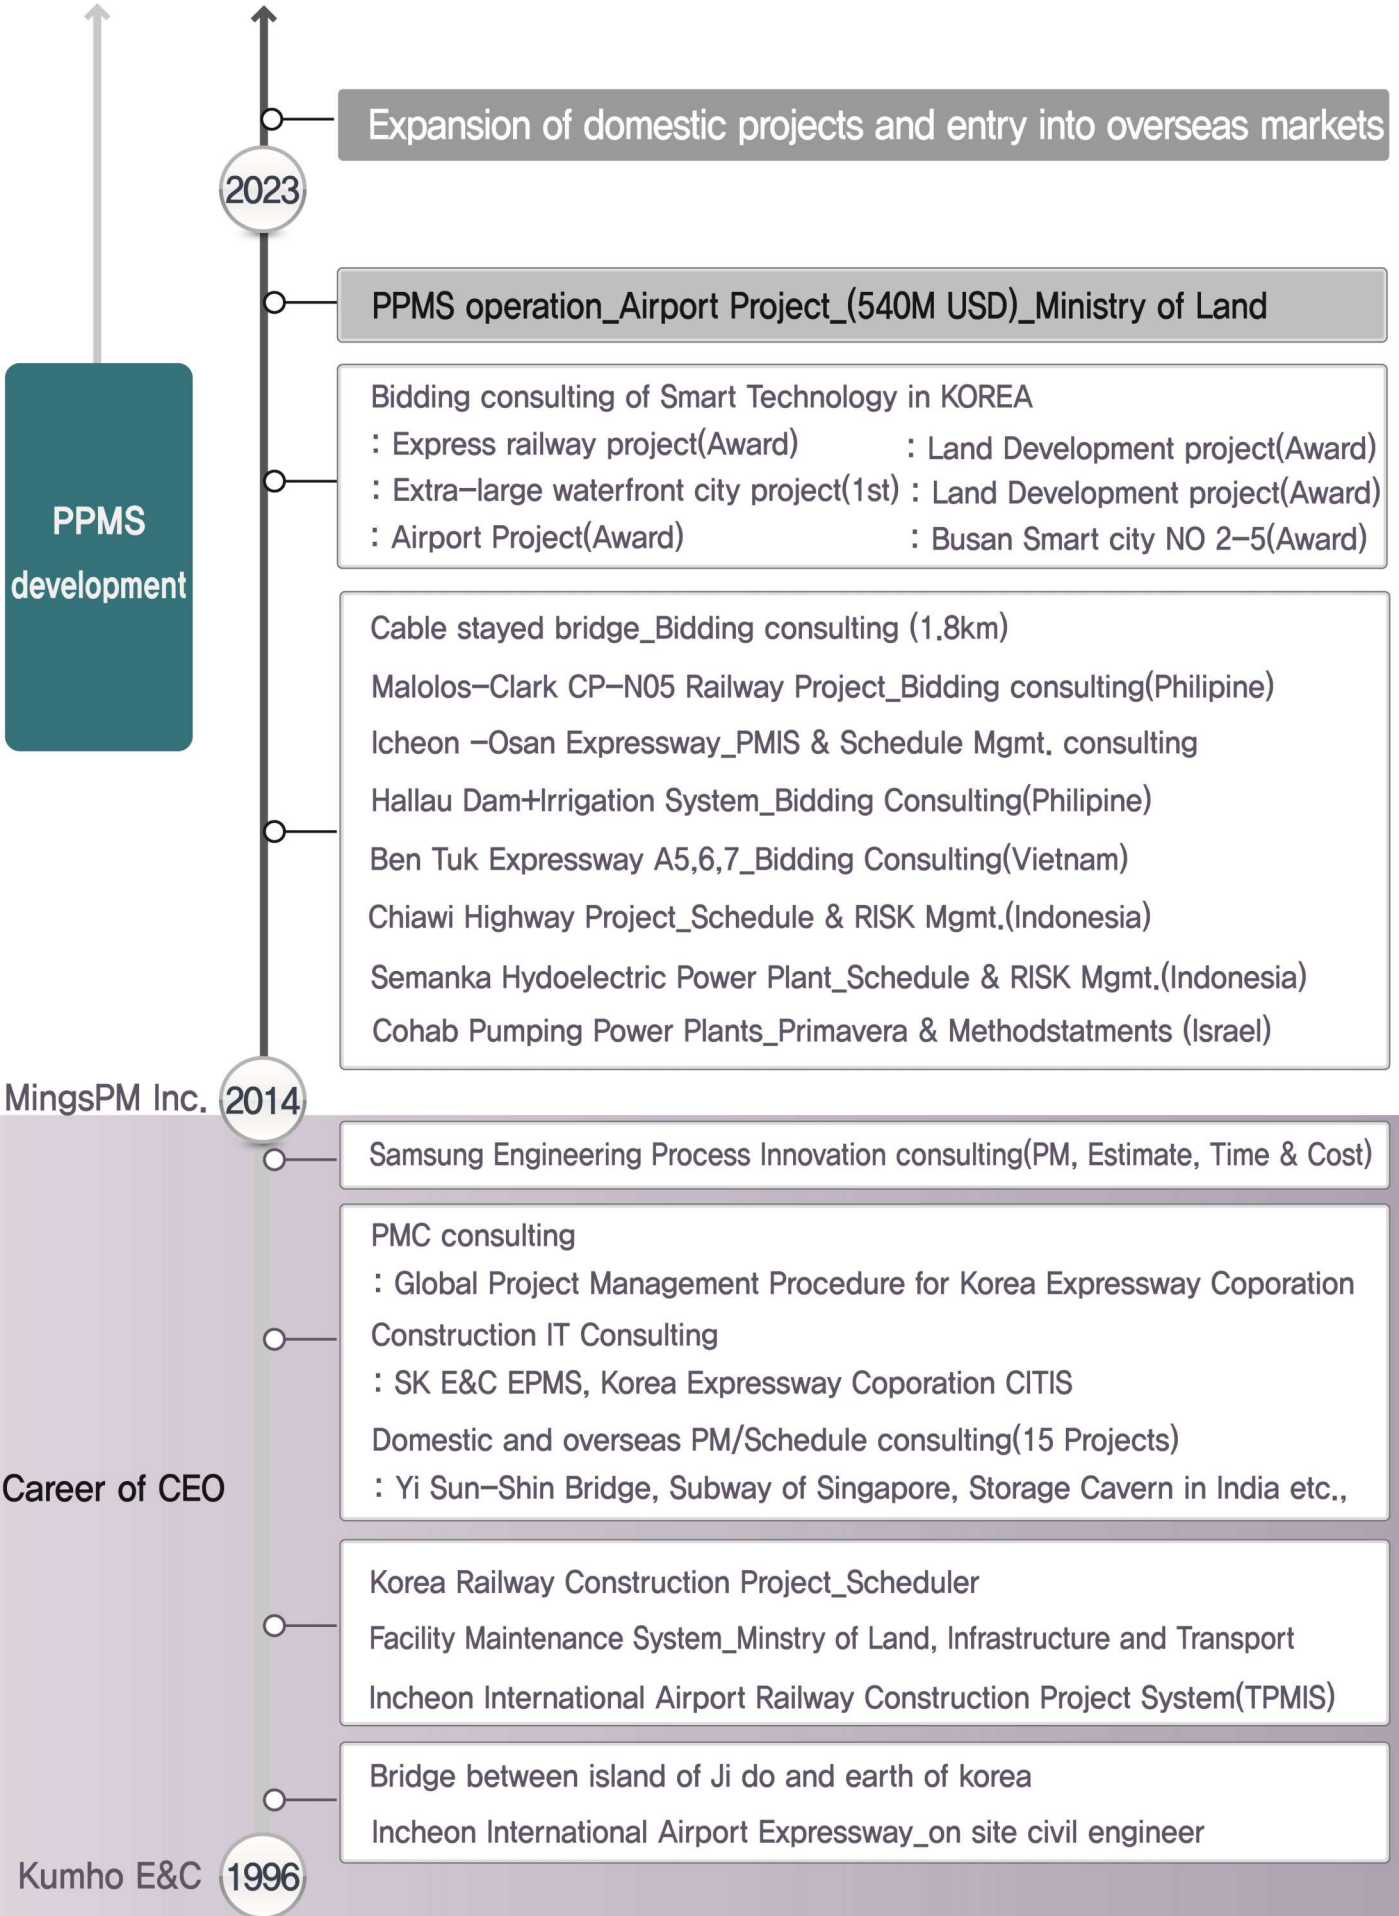 Expansion of domestic projects and entry into overseas markets
2023
PPMS operation_Airport Project_(540M USD)_Ministry of Land
PPMS
development
Bidding consulting of Smart Technology in KOREA
: Express railway project(Award)
: Land Development project(Award)
: Extra-large waterfront city project(1st)
: Land Development project(Award)
: Airport Project(Award)
: Busan Smart city NO 2-5(Award)
Cable stayed bridge_Bidding consulting (1.8km)
Malolos-Clark CP-N05 Railway Project_Bidding consulting(Philipine)
Icheon -Osan Expressway_PMIS & Schedule Mgmt. consulting
Hallau Dam+Irrigation System_Bidding Consulting(Philipine)
Ben Tuk Expressway A5,6,7_Bidding Consulting(Vietnam)
Chiawi Highway Project_Schedule & RISK Mgmt.(Indonesia)
Semanka Hydoelectric Power Plant_Schedule & RISK Mgmt.(Indonesia)
Cohab Pumping Power Plants_Primavera & Methodstatments (Israel)
MingsPM Inc.
2014
Samsung Engineering Process Innovation consulting(PM, Estimate, Time & Cost)
PMC consulting
: Global Project Management Procedure for Korea Expressway Coporation
Construction IT Consulting
: SK E&C EPMS, Korea Expressway Coporation CITIS
Domestic and overseas PM/Schedule consulting(15 Projects)
: Yi Sun-Shin Bridge, Subway of Singapore, Storage Cavern in India etc.,
Career of CEO
Korea Railway Construction Project_Scheduler
Facility Maintenance System_Minstry of Land, Infrastructure and Transport
Incheon International Airport Railway Construction Project System(TPMIS)
Bridge between island of Ji do and earth of korea
Incheon International Airport Expressway_on site civil engineer
Kumho E&C
1996